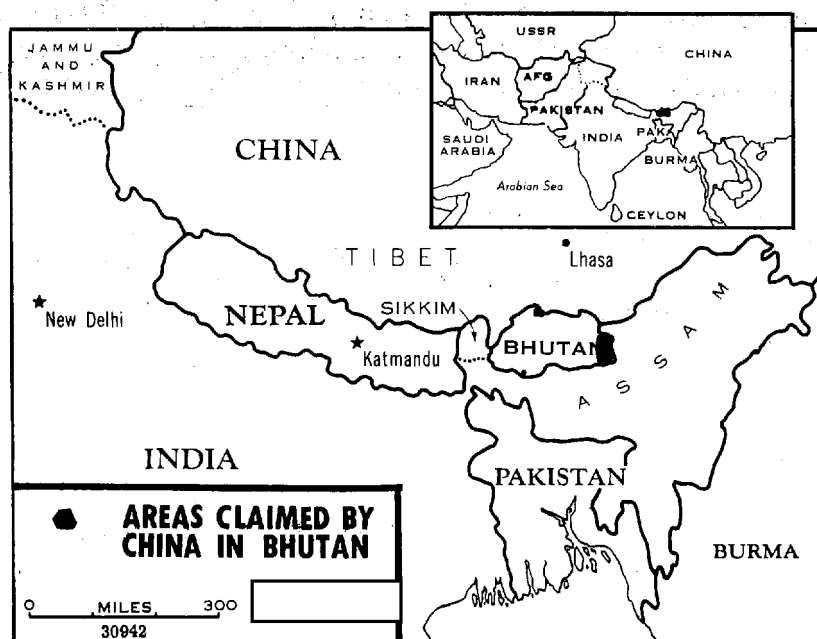 JAMMU
AND
KASHMIR
CHINA
USSR
CHINA
IRAN
AFG
PAKISTAN
SAUDI
ARABIA
INDIA
PAK
BURMA
Arabian Sea
CEYLON
TIBET
Lhasa
New Delhi
NEPAL
SIKKIM
Katmandu
BHUTAN
ASSAM
INDIA
PAKISTAN
BURMA
AREAS CLAIMED BY
CHINA IN BHUTAN
0 MILES 300
30942